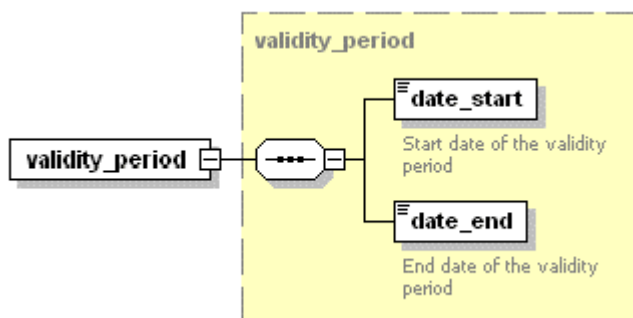 validity_period
validity_period
date_start
Start date of the validity
period
date_end
End date of the validity
period